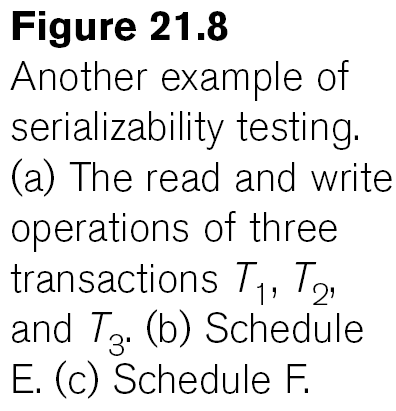 Figure 21.8
Another example of
serializability testing.
(a) The read and write
operations of three
transactions T₁, T₂,
and T₃. (b) Schedule
E. (c) Schedule F.